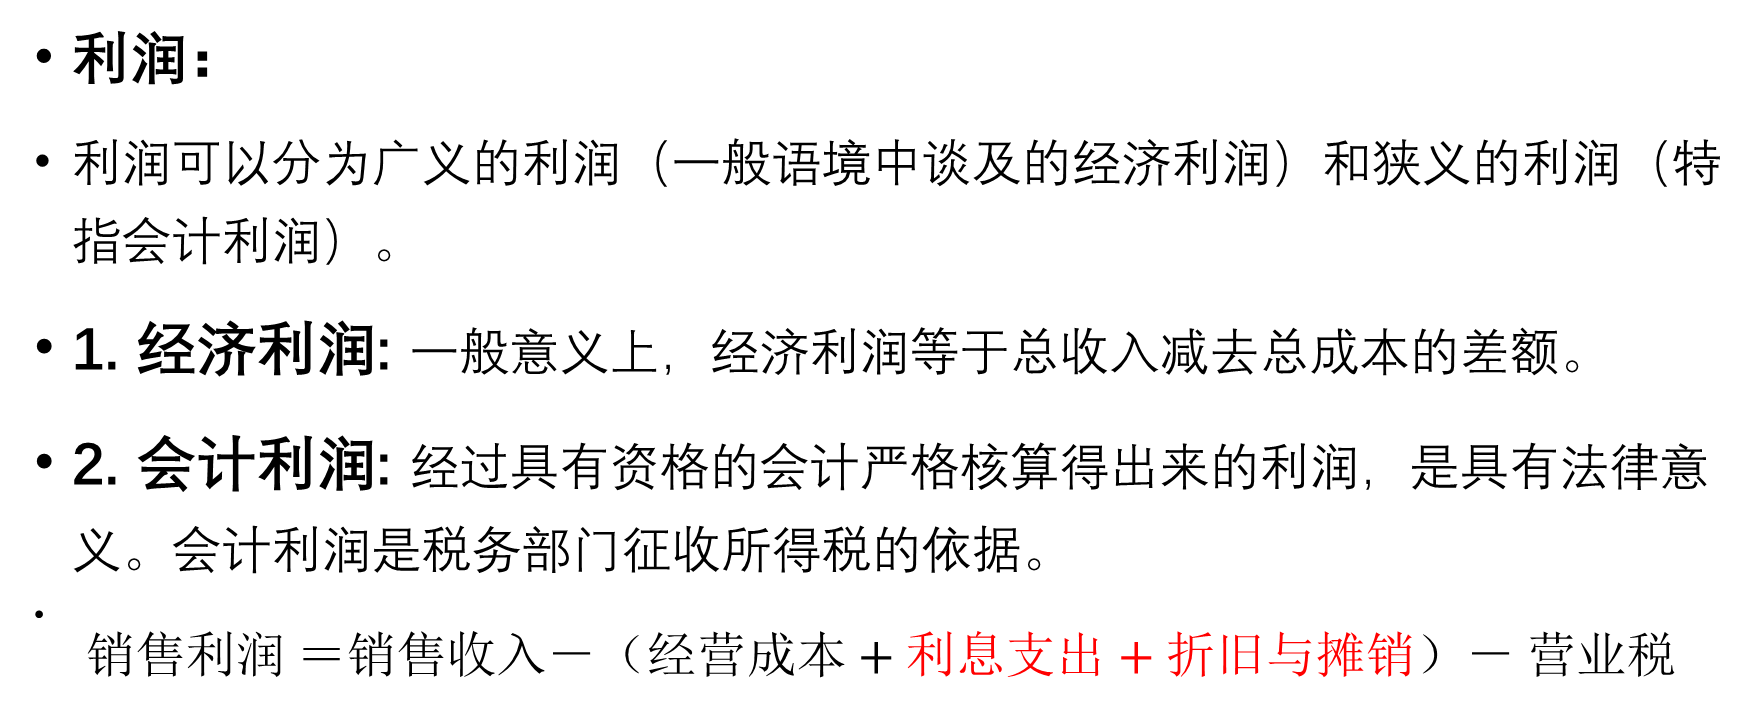 • 利润：
• 利润可以分为广义的利润（一般语境中谈及的经济利润）和狭义的利润（特
指会计利润）。
• 1. 经济利润: 一般意义上，经济利润等于总收入减去总成本的差额。
• 2. 会计利润: 经过具有资格的会计严格核算得出来的利润，是具有法律意
义。会计利润是税务部门征收所得税的依据。
• 销售利润 ＝销售收入－（经营成本 + 利息支出 + 折旧与摊销）－ 营业税